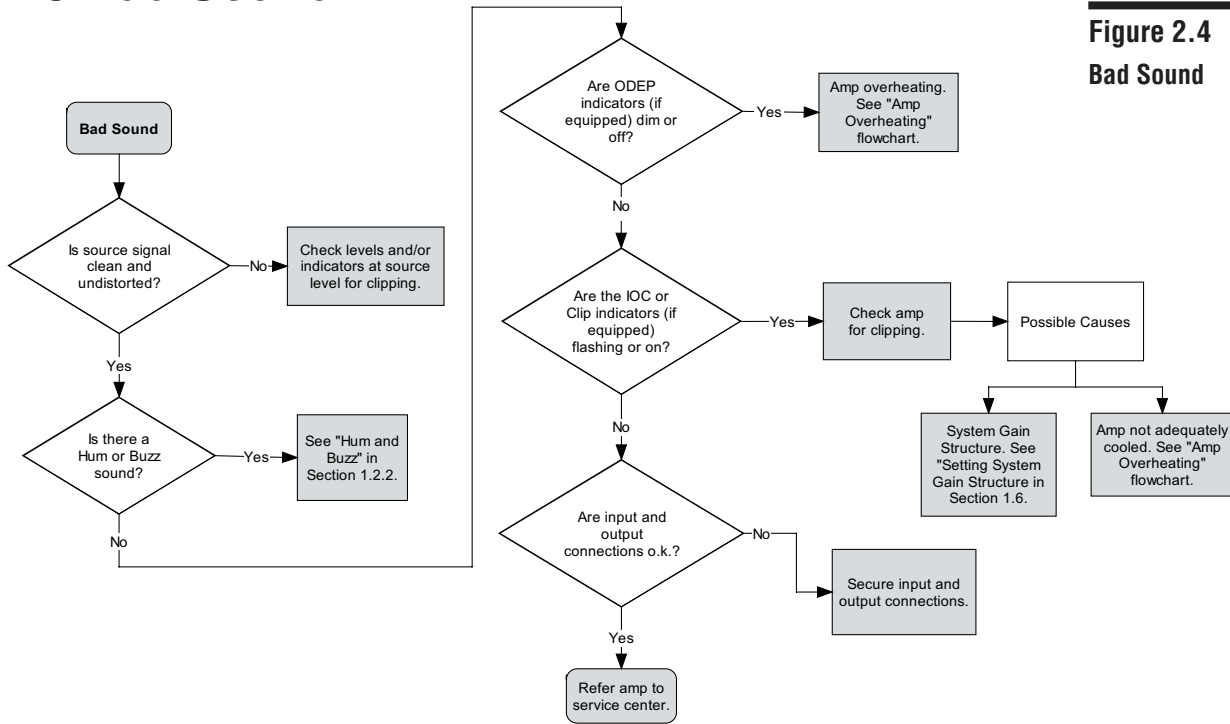 Figure 2.4
Bad Sound
Bad Sound
Is source signal
clean and
undistorted?
No
Check levels and/or
indicators at source
level for clipping.
Yes
Is there a
Hum or Buzz
sound?
Yes
See "Hum and
Buzz" in
Section 1.2.2.
No
Are ODEP
indicators (if
equipped) dim or
off?
Yes
Amp overheating.
See "Amp
Overheating"
flowchart.
No
Are the IOC or
Clip indicators (if
equipped)
flashing or on?
Yes
Check amp
for clipping.
Possible Causes
System Gain
Structure. See
"Setting System
Gain Structure in
Section 1.6.
Amp not adequately
cooled. See "Amp
Overheating"
flowchart.
No
Are input and
output
connections o.k.?
No
Secure input and
output connections.
Yes
Refer amp to
service center.